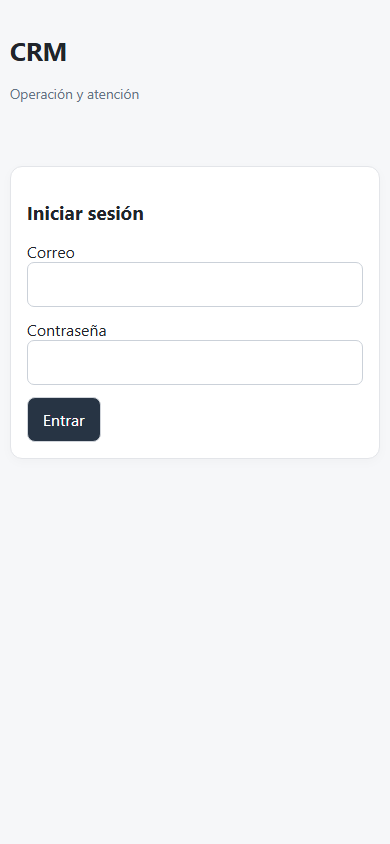 CRM
Operación y atención
Iniciar sesión
Correo
Contraseña
Entrar